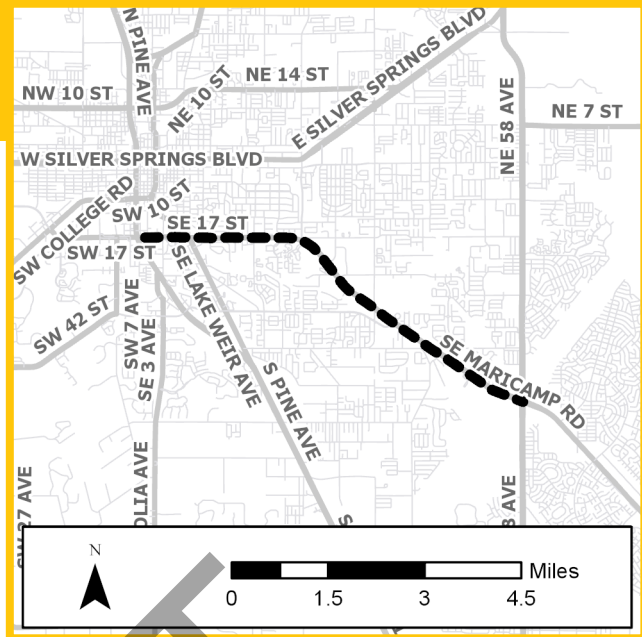 N PINE AVE
NW 10 ST
NE 10 ST
NE 14 ST
E SILVER SPRINGS BLVD
NE 58 AVE
NE 7 ST
W SILVER SPRINGS BLVD
SW COLLEGE RD
SW 10 ST
SE 17 ST
SW 17 ST
SE LAKE WEIR AVE
SW 42 ST
SW 7 AVE
SE 3 AVE
S PINE AVE
SE MARICAMP RD
OLIA AVE
AVE
S
N
Miles
0 1.5 3 4.5